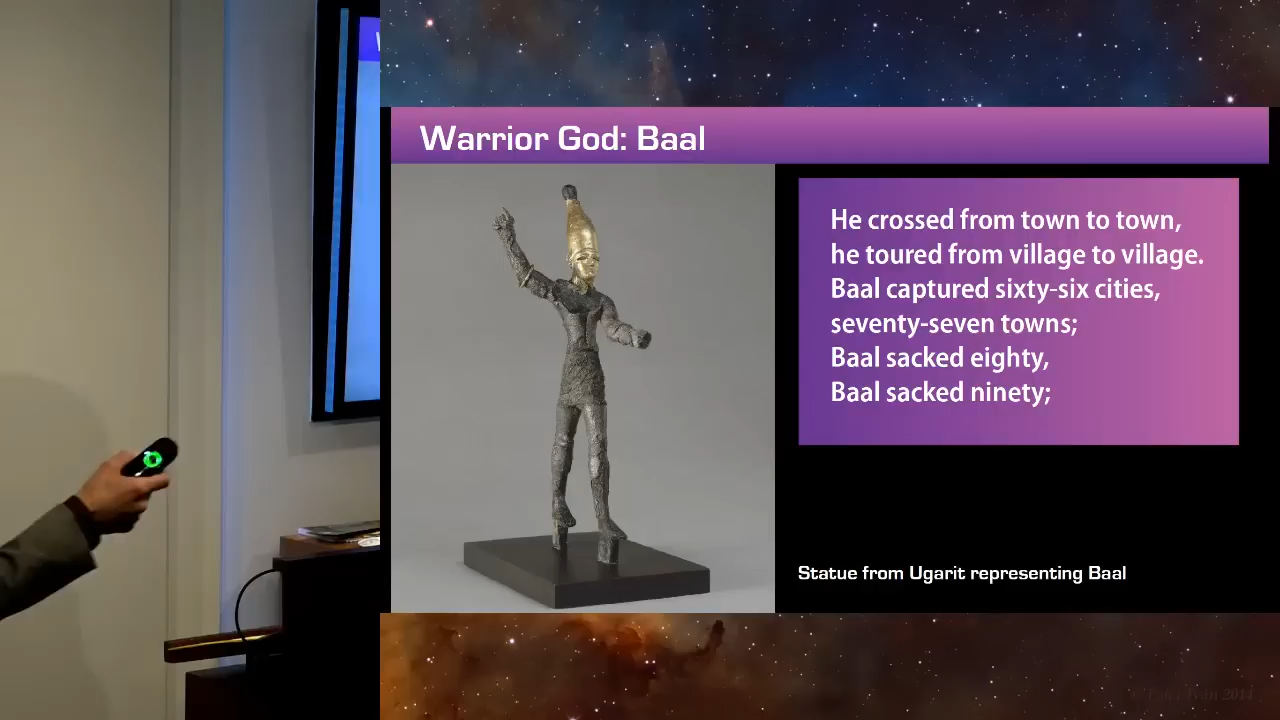 Warrior God: Baal
He crossed from town to town,
he toured from village to village.
Baal captured sixty-six cities,
seventy-seven towns;
Baal sacked eighty,
Baal sacked ninety;
Statue from Ugarit representing Baal